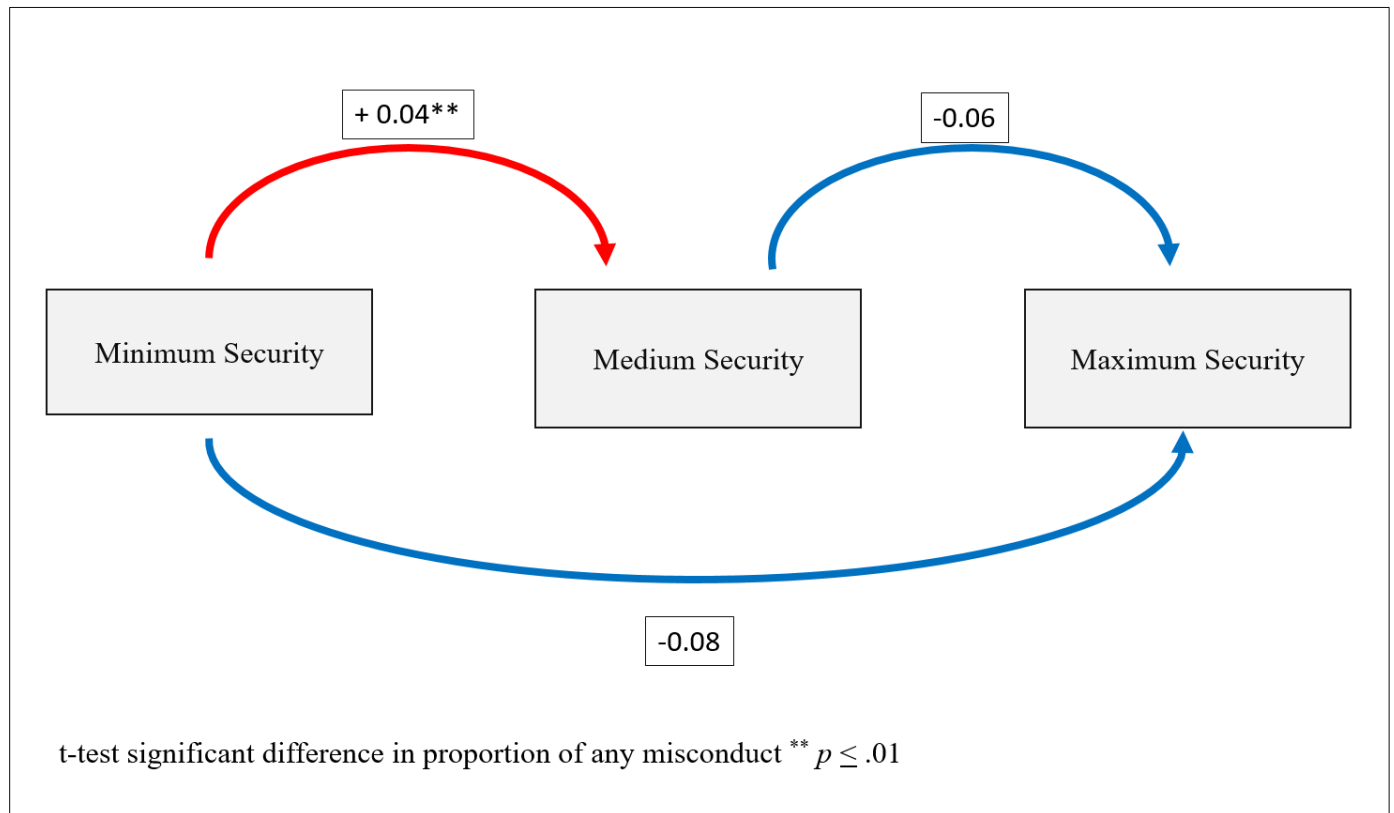 + 0.04**
-0.06
Minimum Security
Medium Security
Maximum Security
-0.08
t-test significant difference in proportion of any misconduct ** p ≤ .01